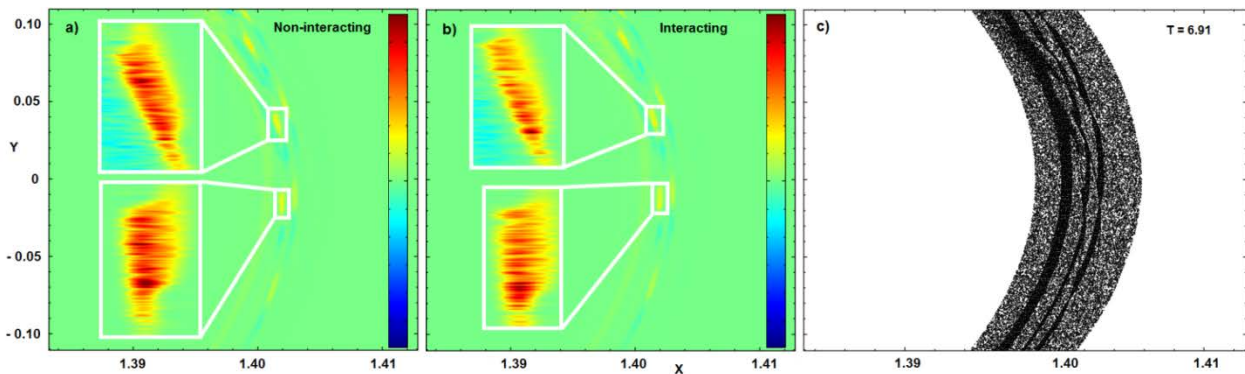 a) Non-interacting
b) Interacting
c) T = 6.91
0.10
0.05
Y
0
- 0.05
- 0.10
1.39 1.40 1.41
1.39 1.40 X 1.41
1.39 1.40 1.41